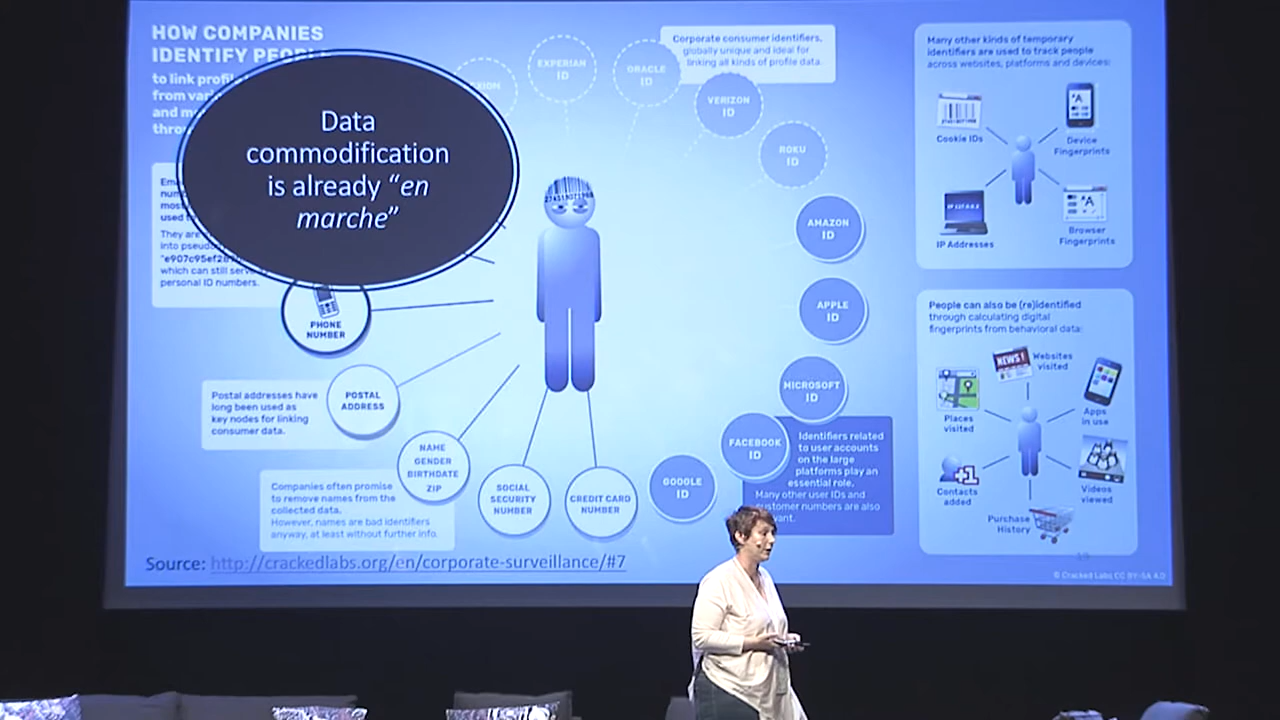 HOW COMPANIES
IDENTIFY
to link
from
and
Data
commodification
is already “en
marche”
used
They are
into
"e907c95ef28
which can still
personal ID numbers.
PHONE
NUMBER
Postal addresses have
long been used as
key nodes for linking
consumer data.
POSTAL
ADDRESS
Companies often promise
to remove names from the
collected data.
However, names are bad identifiers
anyway, at least without further info.
NAME
GENDER
BIRTHDATE
ZIP
SOCIAL
SECURITY
NUMBER
CREDIT CARD
NUMBER
GOOGLE
ID
FACEBOOK
ID
Identifiers related
to user accounts
on the large
platforms play an
essential role.
Many other user IDs and
customer numbers are also
MICROSOFT
ID
APPLE
ID
AMAZON
ID
ROKU
ID
VERIZON
ID
ORACLE
ID
EXPERIAN
ID
Corporate consumer identifiers,
globally unique and ideal for
linking all kinds of profile data.
Many other kinds of temporary
identifiers are used to track people
across websites, platforms and devices:
Cookie IDs
Device
Fingerprints
IP Addresses
Browser
Fingerprints
People can also be (re)identified
through calculating digital
fingerprints from behavioral data:
NEWS!
Websites
visited
Places
visited
Apps
in use
+1
Contacts
added
Videos
viewed
Purchase
History
Source: http://crackedlabs.org/en/corporate-surveillance/#7
© Cracked Labs CC BY-SA 4.0